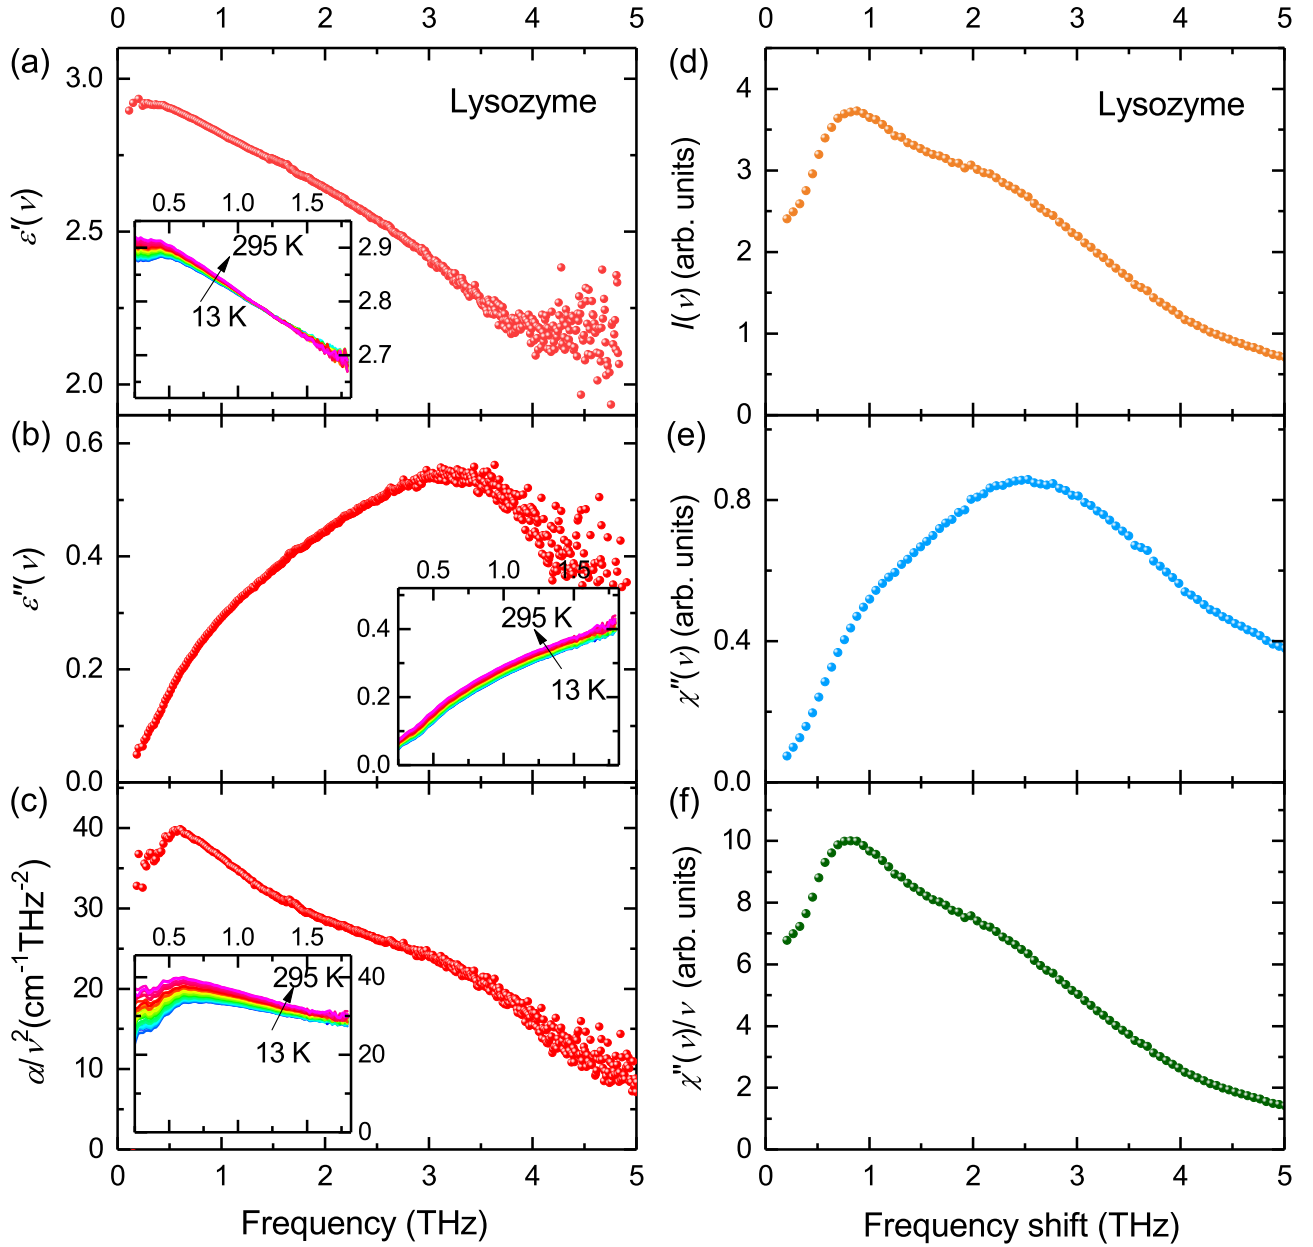 0 1 2 3 4 5
(a)
Lysozyme
3.0
2.5
2.0
ε'(ν)
0.5 1.0 1.5
295 K
13 K
2.9
2.8
2.7
(b)
0.6
0.4
0.2
0.0
ε''(ν)
0.5 1.0 1.5
295 K
13 K
0.4
0.2
0.0
(c)
40
30
20
10
0
α/ν²(cm⁻¹THz⁻²)
0.5 1.0 1.5
295 K
13 K
40
20
0
0 1 2 3 4 5
Frequency (THz)
0 1 2 3 4 5
(d)
Lysozyme
4
3
2
1
0
I(ν) (arb. units)
(e)
0.8
0.4
0.0
χ''(ν) (arb. units)
(f)
10
8
6
4
2
0
χ''(ν)/ν (arb. units)
0 1 2 3 4 5
Frequency shift (THz)